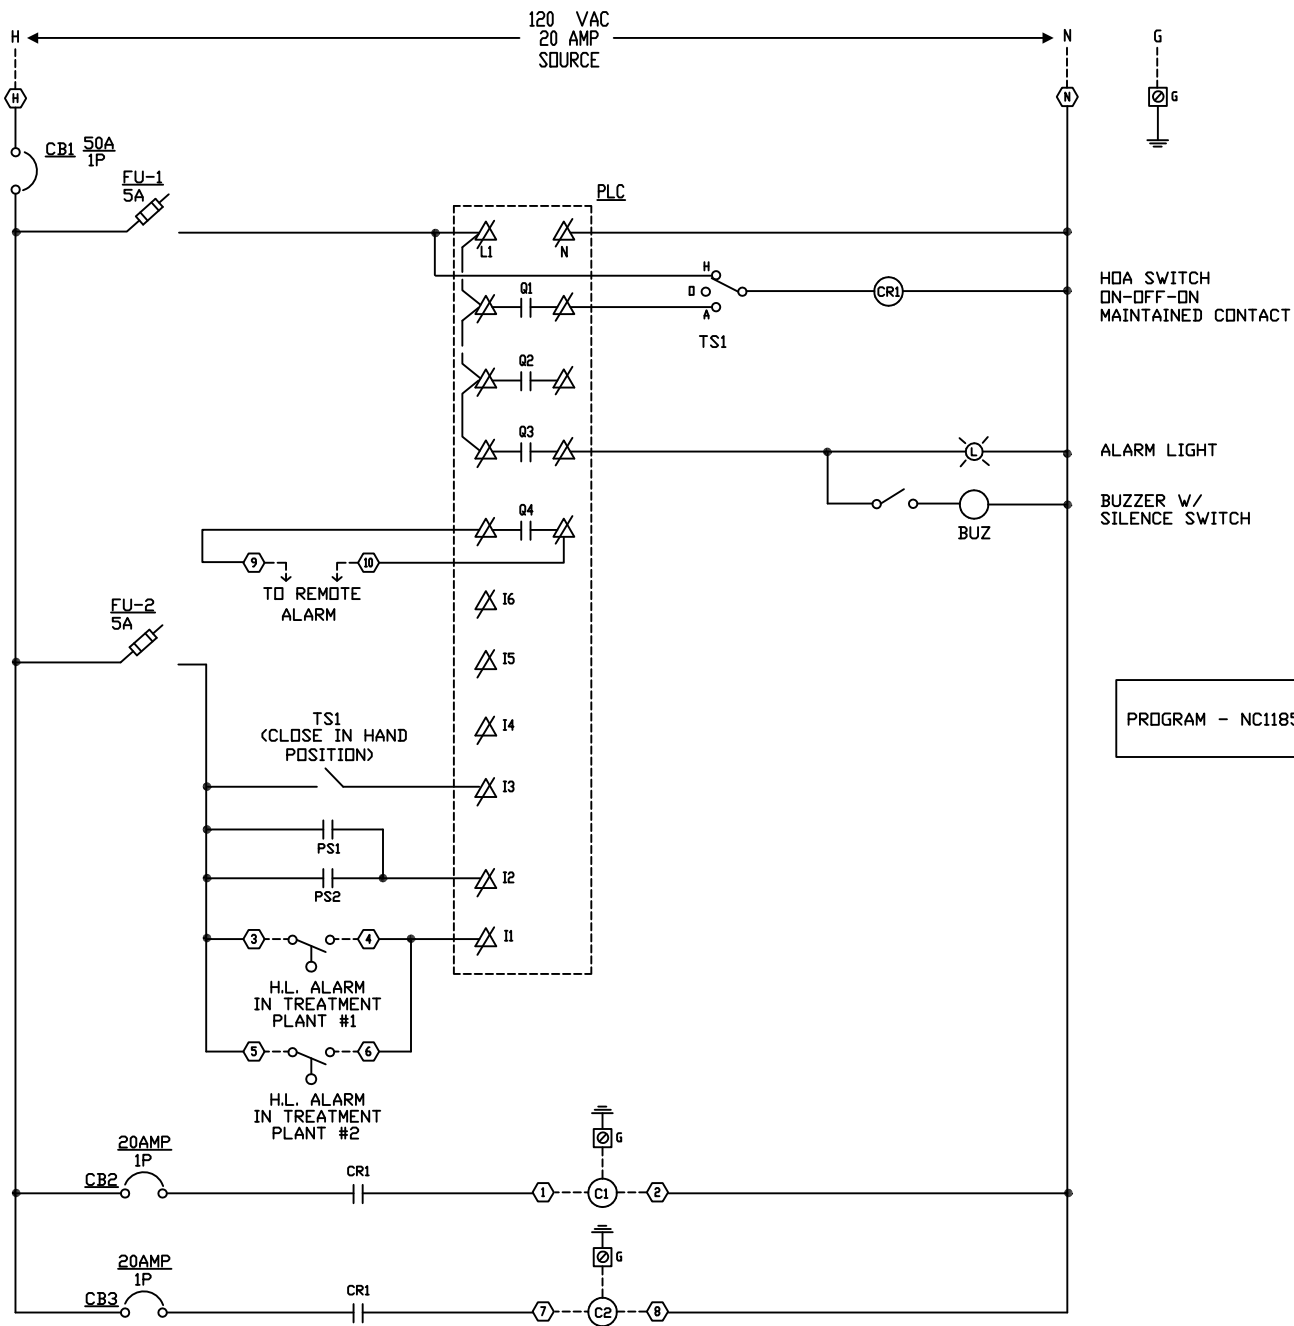 120 VAC
20 AMP
SOURCE
H
N
G
H
N
G
CB1 50A
1P
FU-1
5A
PLC
L1
N
H
O
A
TS1
CR1
HOA SWITCH
ON-OFF-ON
MAINTAINED CONTACT
Q1
Q2
Q3
L
ALARM LIGHT
BUZ
BUZZER W/
SILENCE SWITCH
Q4
9
10
TO REMOTE
ALARM
I6
FU-2
5A
I5
PROGRAM - NC1185
I4
TS1
(CLOSE IN HAND
POSITION)
I3
PS1
PS2
I2
3
4
I1
H.L. ALARM
IN TREATMENT
PLANT #1
5
6
H.L. ALARM
IN TREATMENT
PLANT #2
20AMP
1P
CB2
CR1
1
C1
2
G
20AMP
1P
CB3
CR1
7
C2
8
G